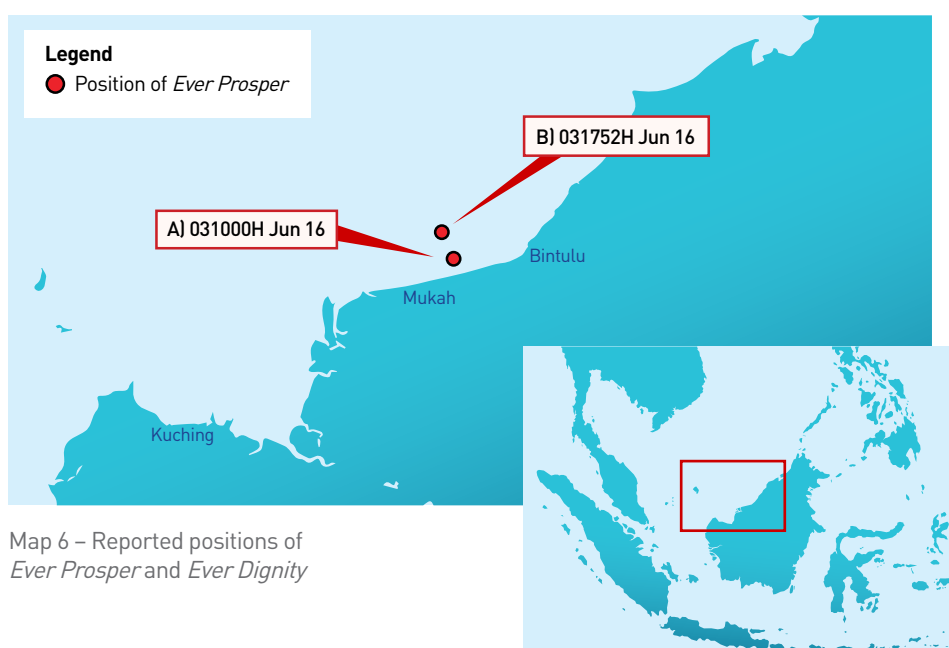 Legend
Position of Ever Prosper
B) 031752H Jun 16
A) 031000H Jun 16
Bintulu
Mukah
Kuching
Map 6 – Reported positions of
Ever Prosper and Ever Dignity